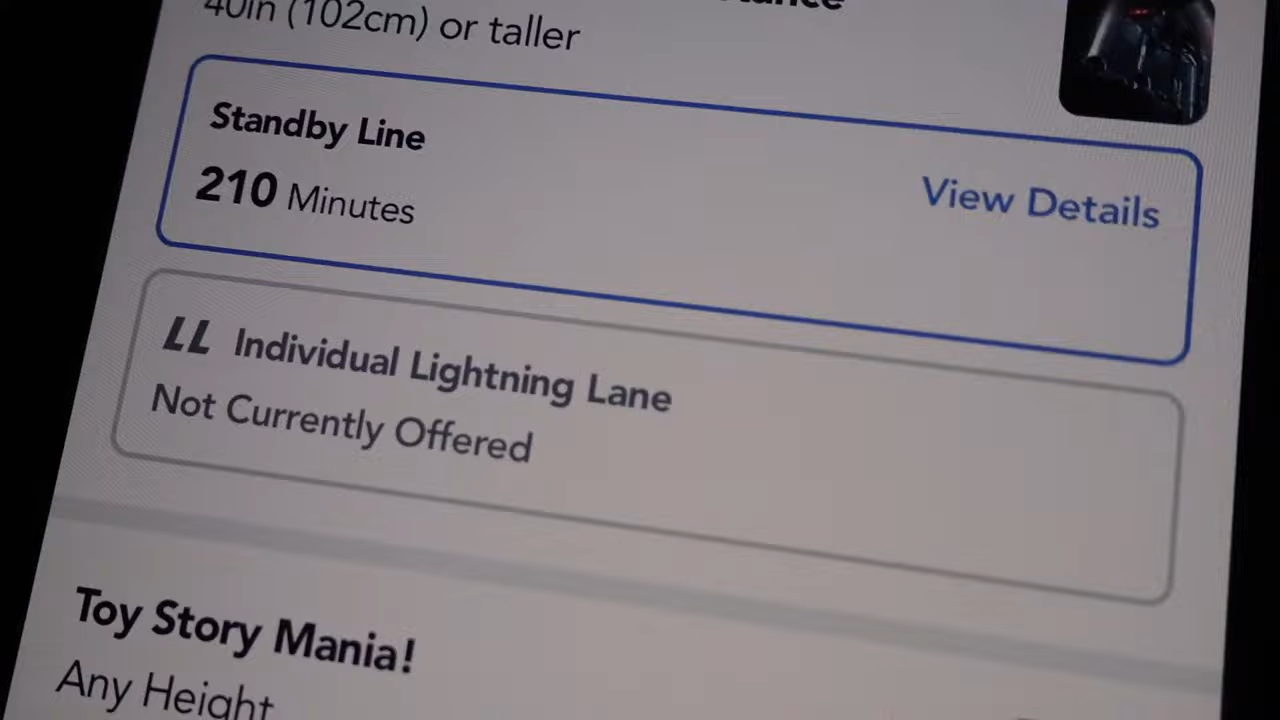 40in (102cm) or taller
Standby Line
210 Minutes
View Details
LL Individual Lightning Lane
Not Currently Offered
Toy Story Mania!
Any Height